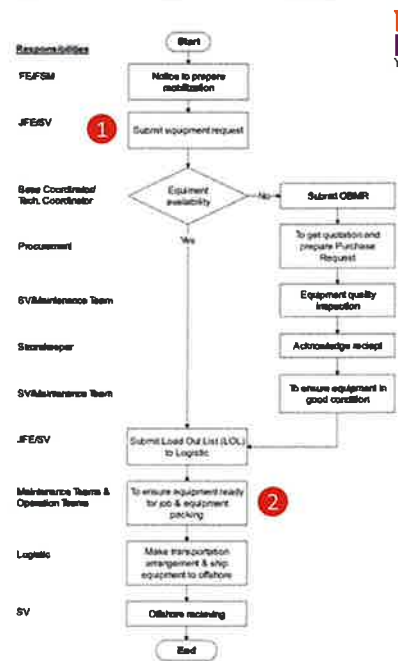 Responsibilities
Start
FE/FSM
Notice to prepare
mobilization
JFE/SV
1
Submit equipment request
Base Coordinator/
Tech. Coordinator
Equiment
availability
No
Submit OBMR
Yes
Procurement
To get quotation and
prepare Purchase
Request
SV/Maintenance Team
Equipment quality
inspection
Storekeeper
Acknowledge reciept
SV/Maintenance Team
To ensure equipment in
good condition
JFE/SV
Submit Load Out List (LOL)
to Logistic
Maintenance Teams &
Operation Teams
To ensure equipment ready
for job & equipment
packing
2
Logistic
Make transportation
arrangement & ship
equipment to offshore
SV
Offshore recieving
End